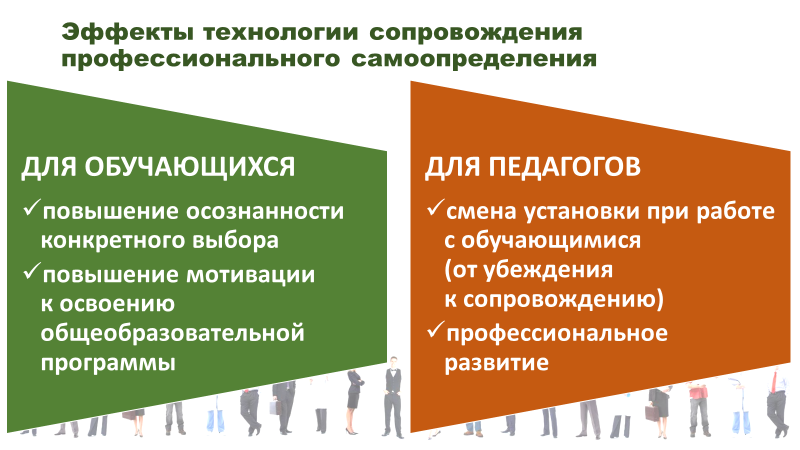 Эффекты технологии сопровождения
профессионального самоопределения
ДЛЯ ОБУЧАЮЩИХСЯ
✓повышение осознанности
конкретного выбора
✓повышение мотивации
к освоению
общеобразовательной
программы
ДЛЯ ПЕДАГОГОВ
✓смена установки при работе
с обучающимися
(от убеждения
к сопровождению)
✓профессиональное
развитие